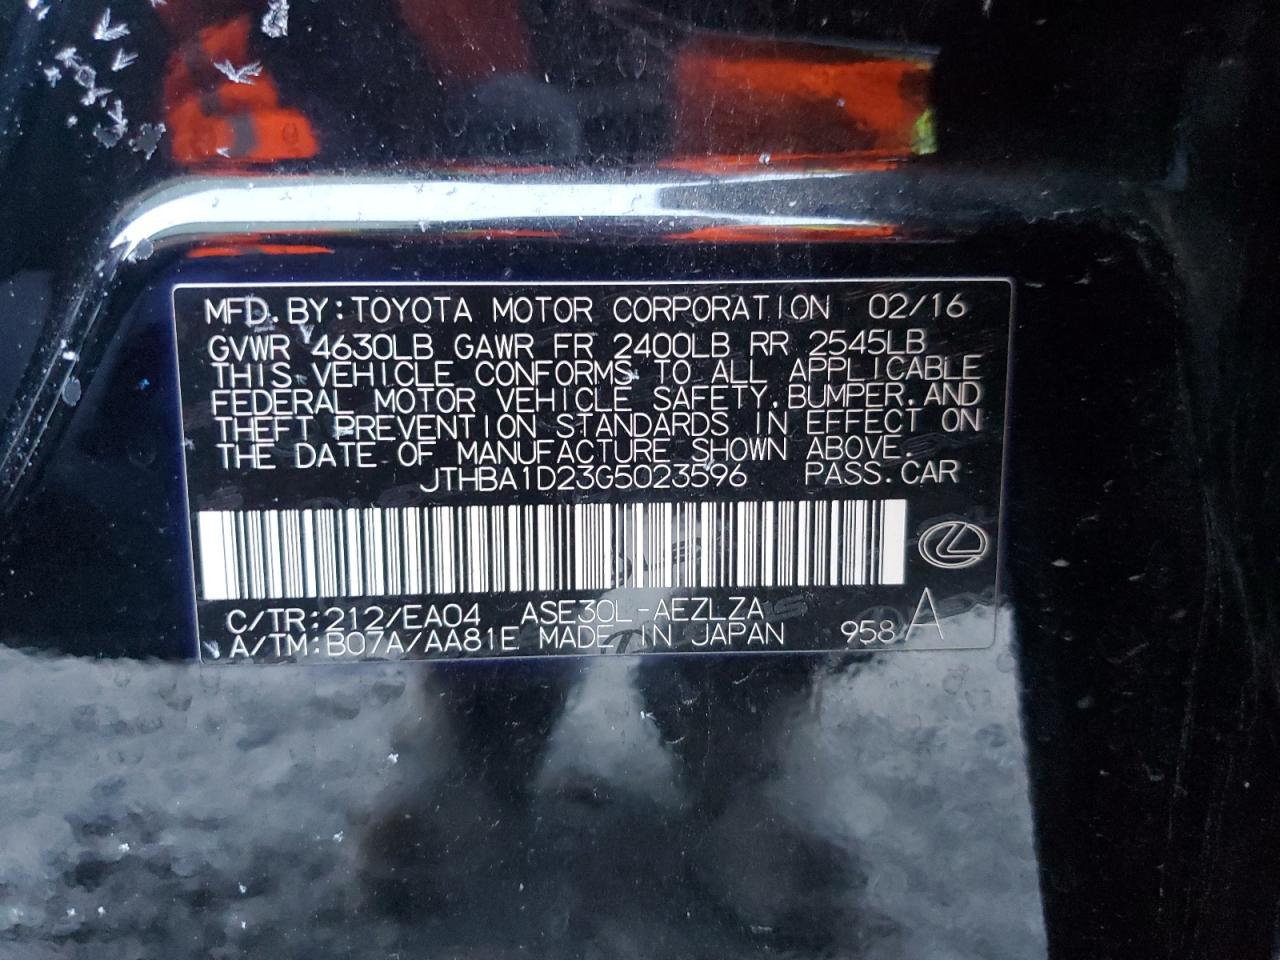 MFD.BY:TOYOTA MOTOR CORPORATION 02/16
GVWR 4630LB GAWR FR 2400LB RR 2545LB
THIS VEHICLE CONFORMS TO ALL APPLICABLE
FEDERAL MOTOR VEHICLE SAFETY,BUMPER,AND
THEFT PREVENTION STANDARDS IN EFFECT ON
THE DATE OF MANUFACTURE SHOWN ABOVE.
JTHBA1D23G5023596 PASS.CAR
C/TR:212/EA04 ASE30L-AEZLZA
A/TM:B07A/AA81E MADE IN JAPAN 958 A